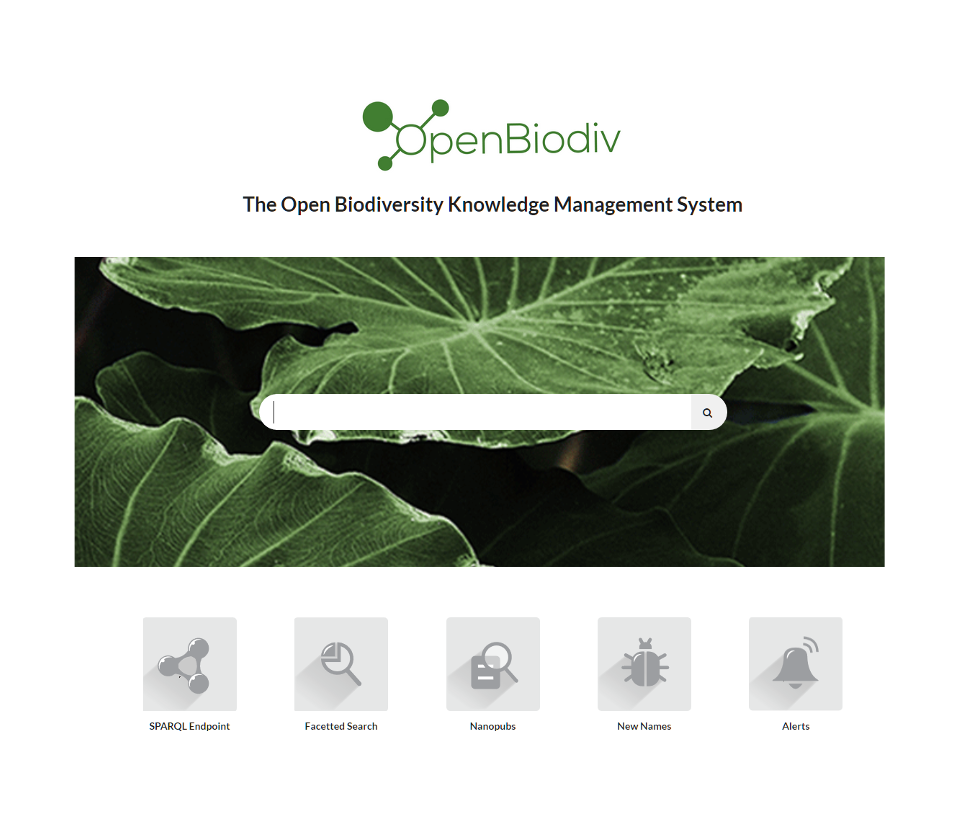 OpenBiodiv
The Open Biodiversity Knowledge Management System
SPARQL Endpoint
Facetted Search
Nanopubs
New Names
Alerts